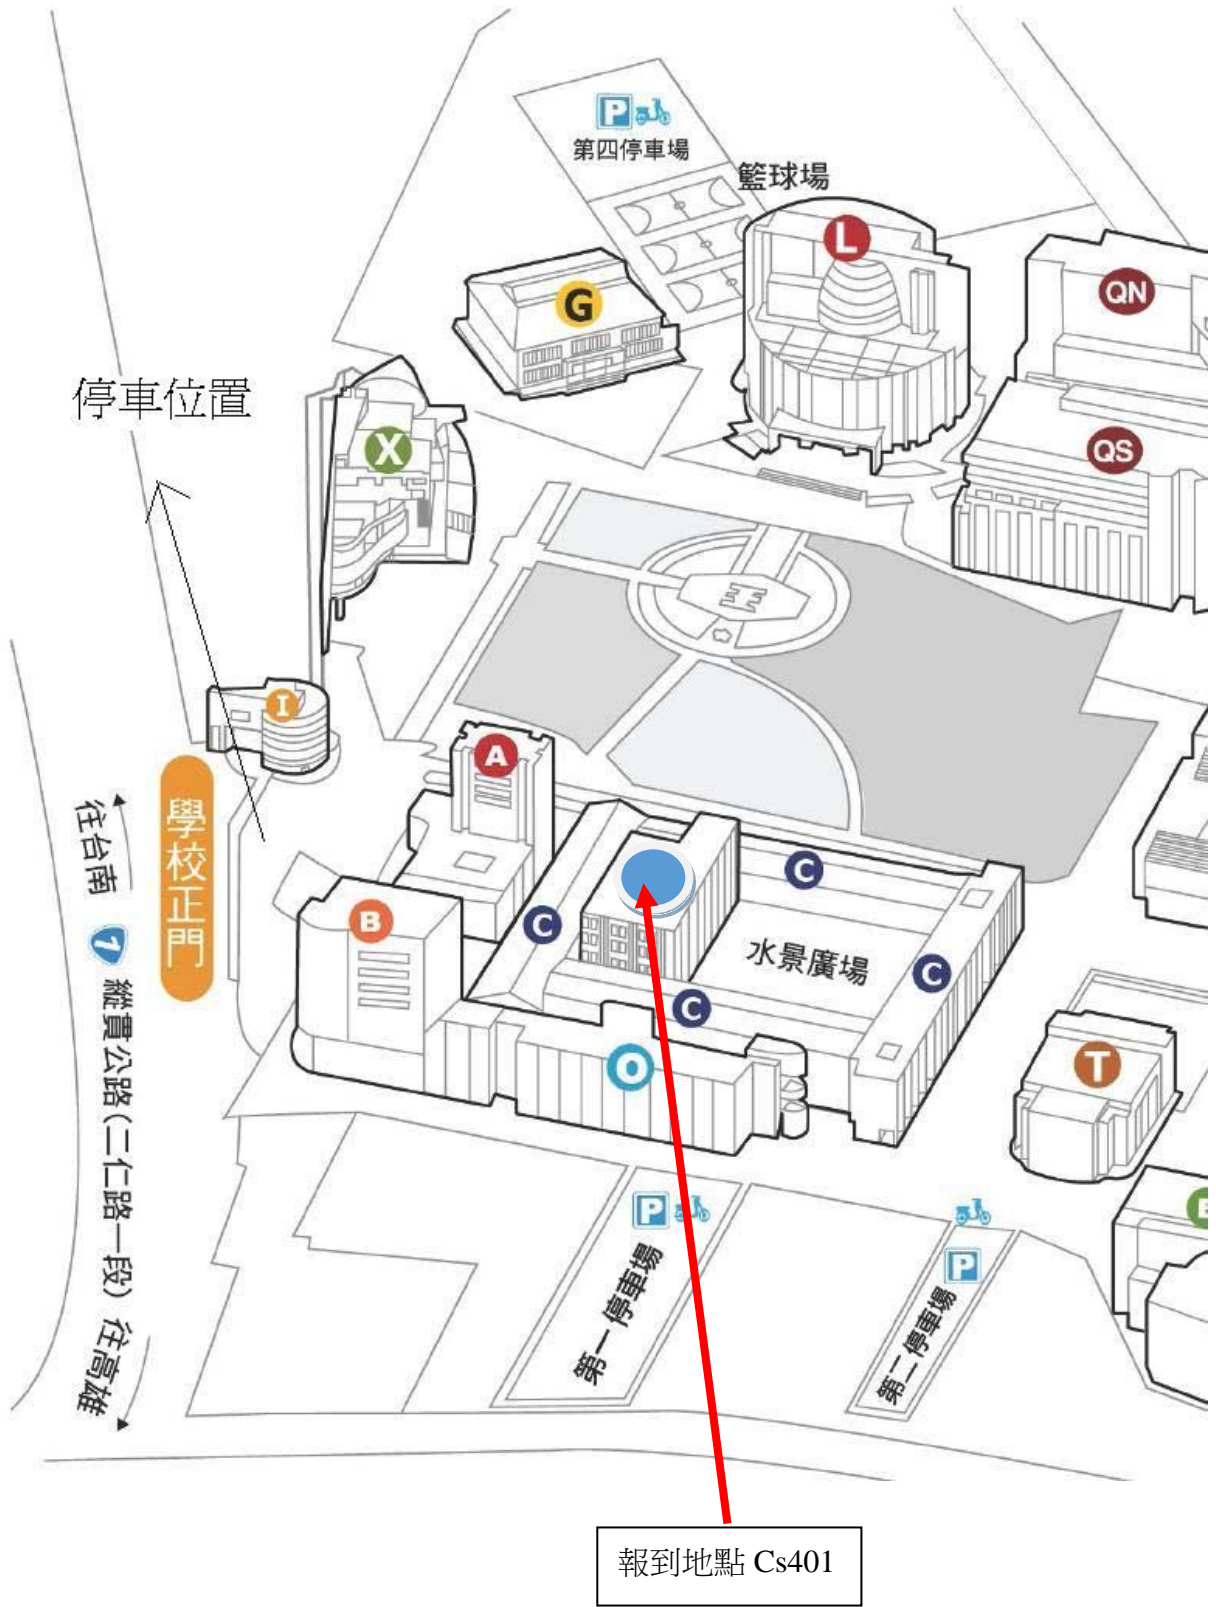 P
第四停車場
籃球場
L
QN
G
停車位置
X
QS
I
A
學校正門
往台南
1
縱貫公路(二仁路一段)
往高雄
B
C
C
水景廣場
C
C
O
T
P
第一停車場
P
第二停車場
報到地點 Cs401